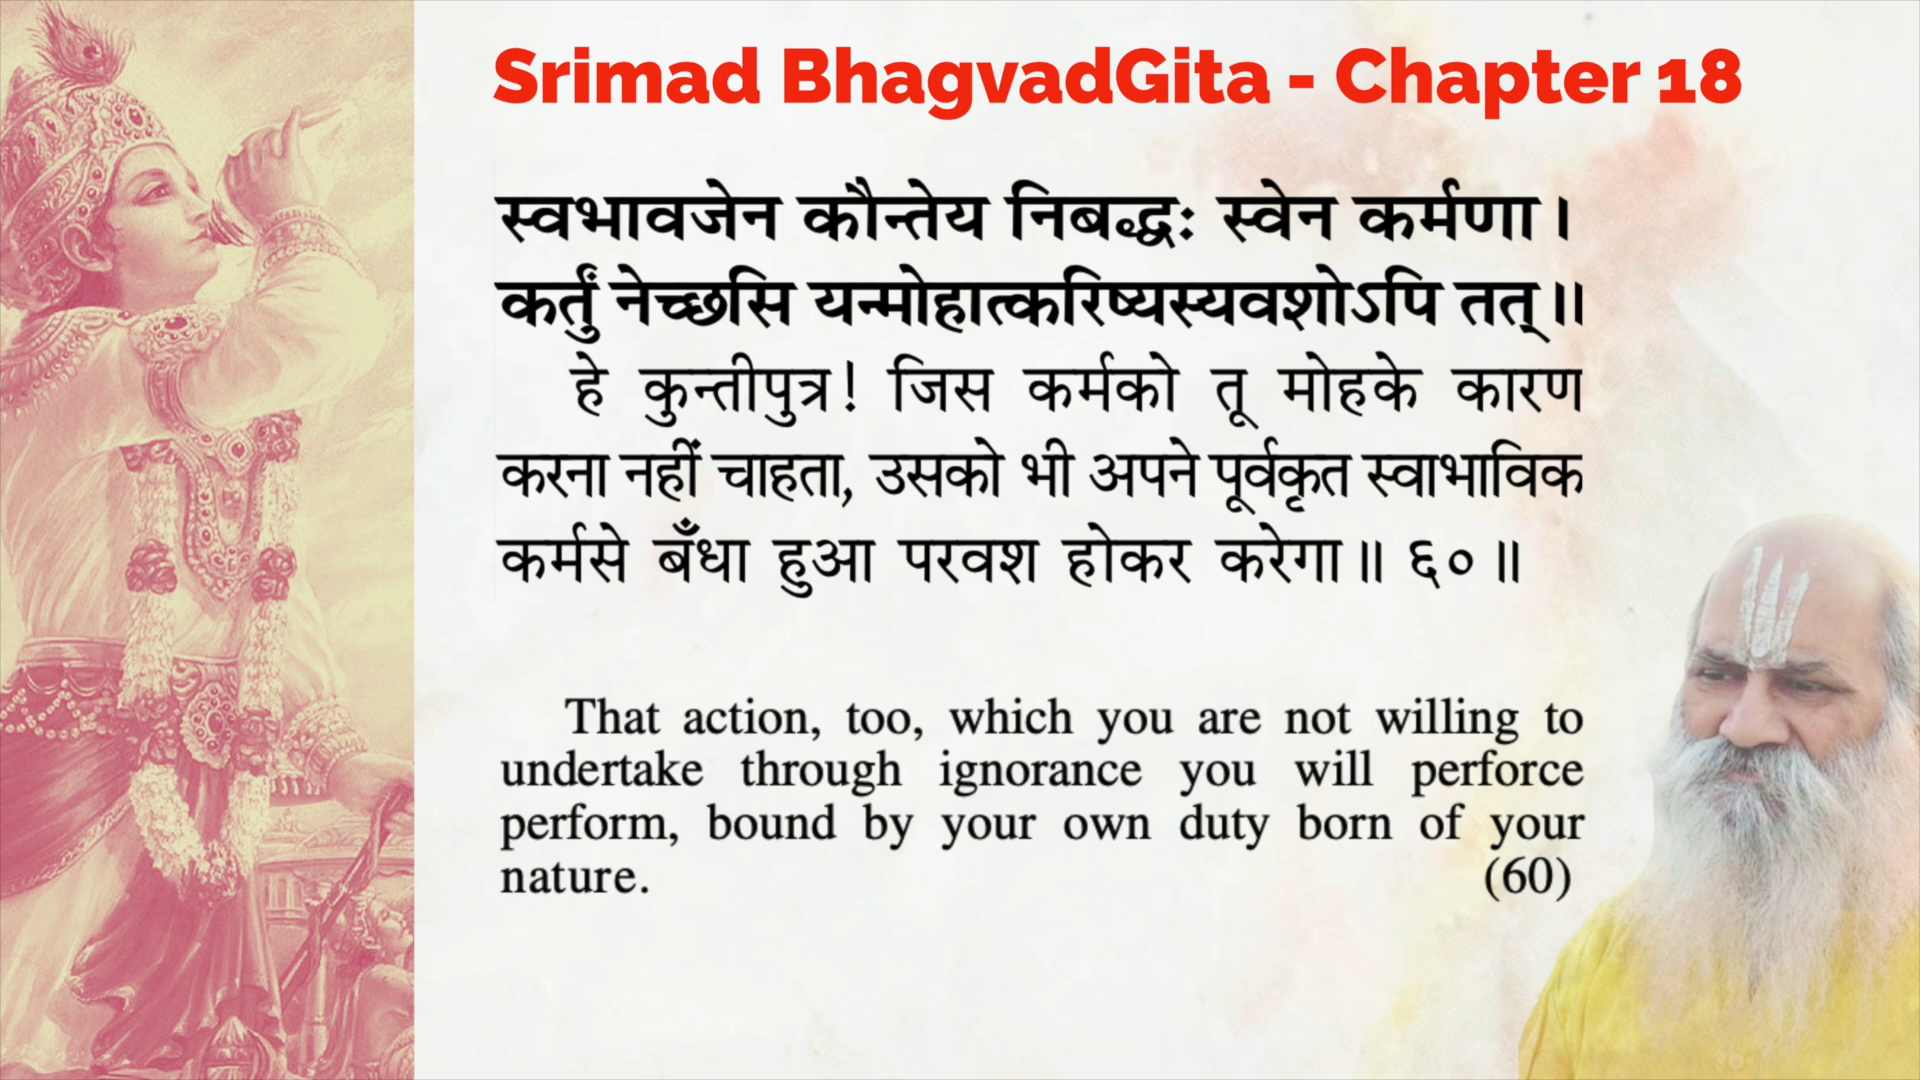 Srimad BhagvadGita - Chapter 18
स्वभावजेन कौन्तेय निबद्धः स्वेन कर्मणा।
कर्तुं नेच्छसि यन्मोहात्करिष्यस्यवशोऽपि तत्॥
हे कुन्तीपुत्र! जिस कर्मको तू मोहके कारण
करना नहीं चाहता, उसको भी अपने पूर्वकृत स्वाभाविक
कर्मसे बँधा हुआ परवश होकर करेगा॥ ६०॥
That action, too, which you are not willing to
undertake through ignorance you will perforce
perform, bound by your own duty born of your
nature. (60)